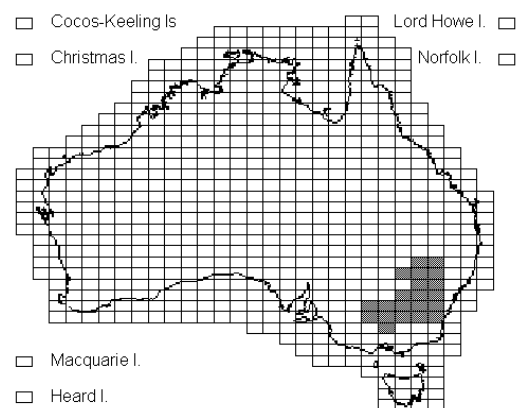 Cocos-Keeling Is
Lord Howe I.
Christmas I.
Norfolk I.
Macquarie I.
Heard I.